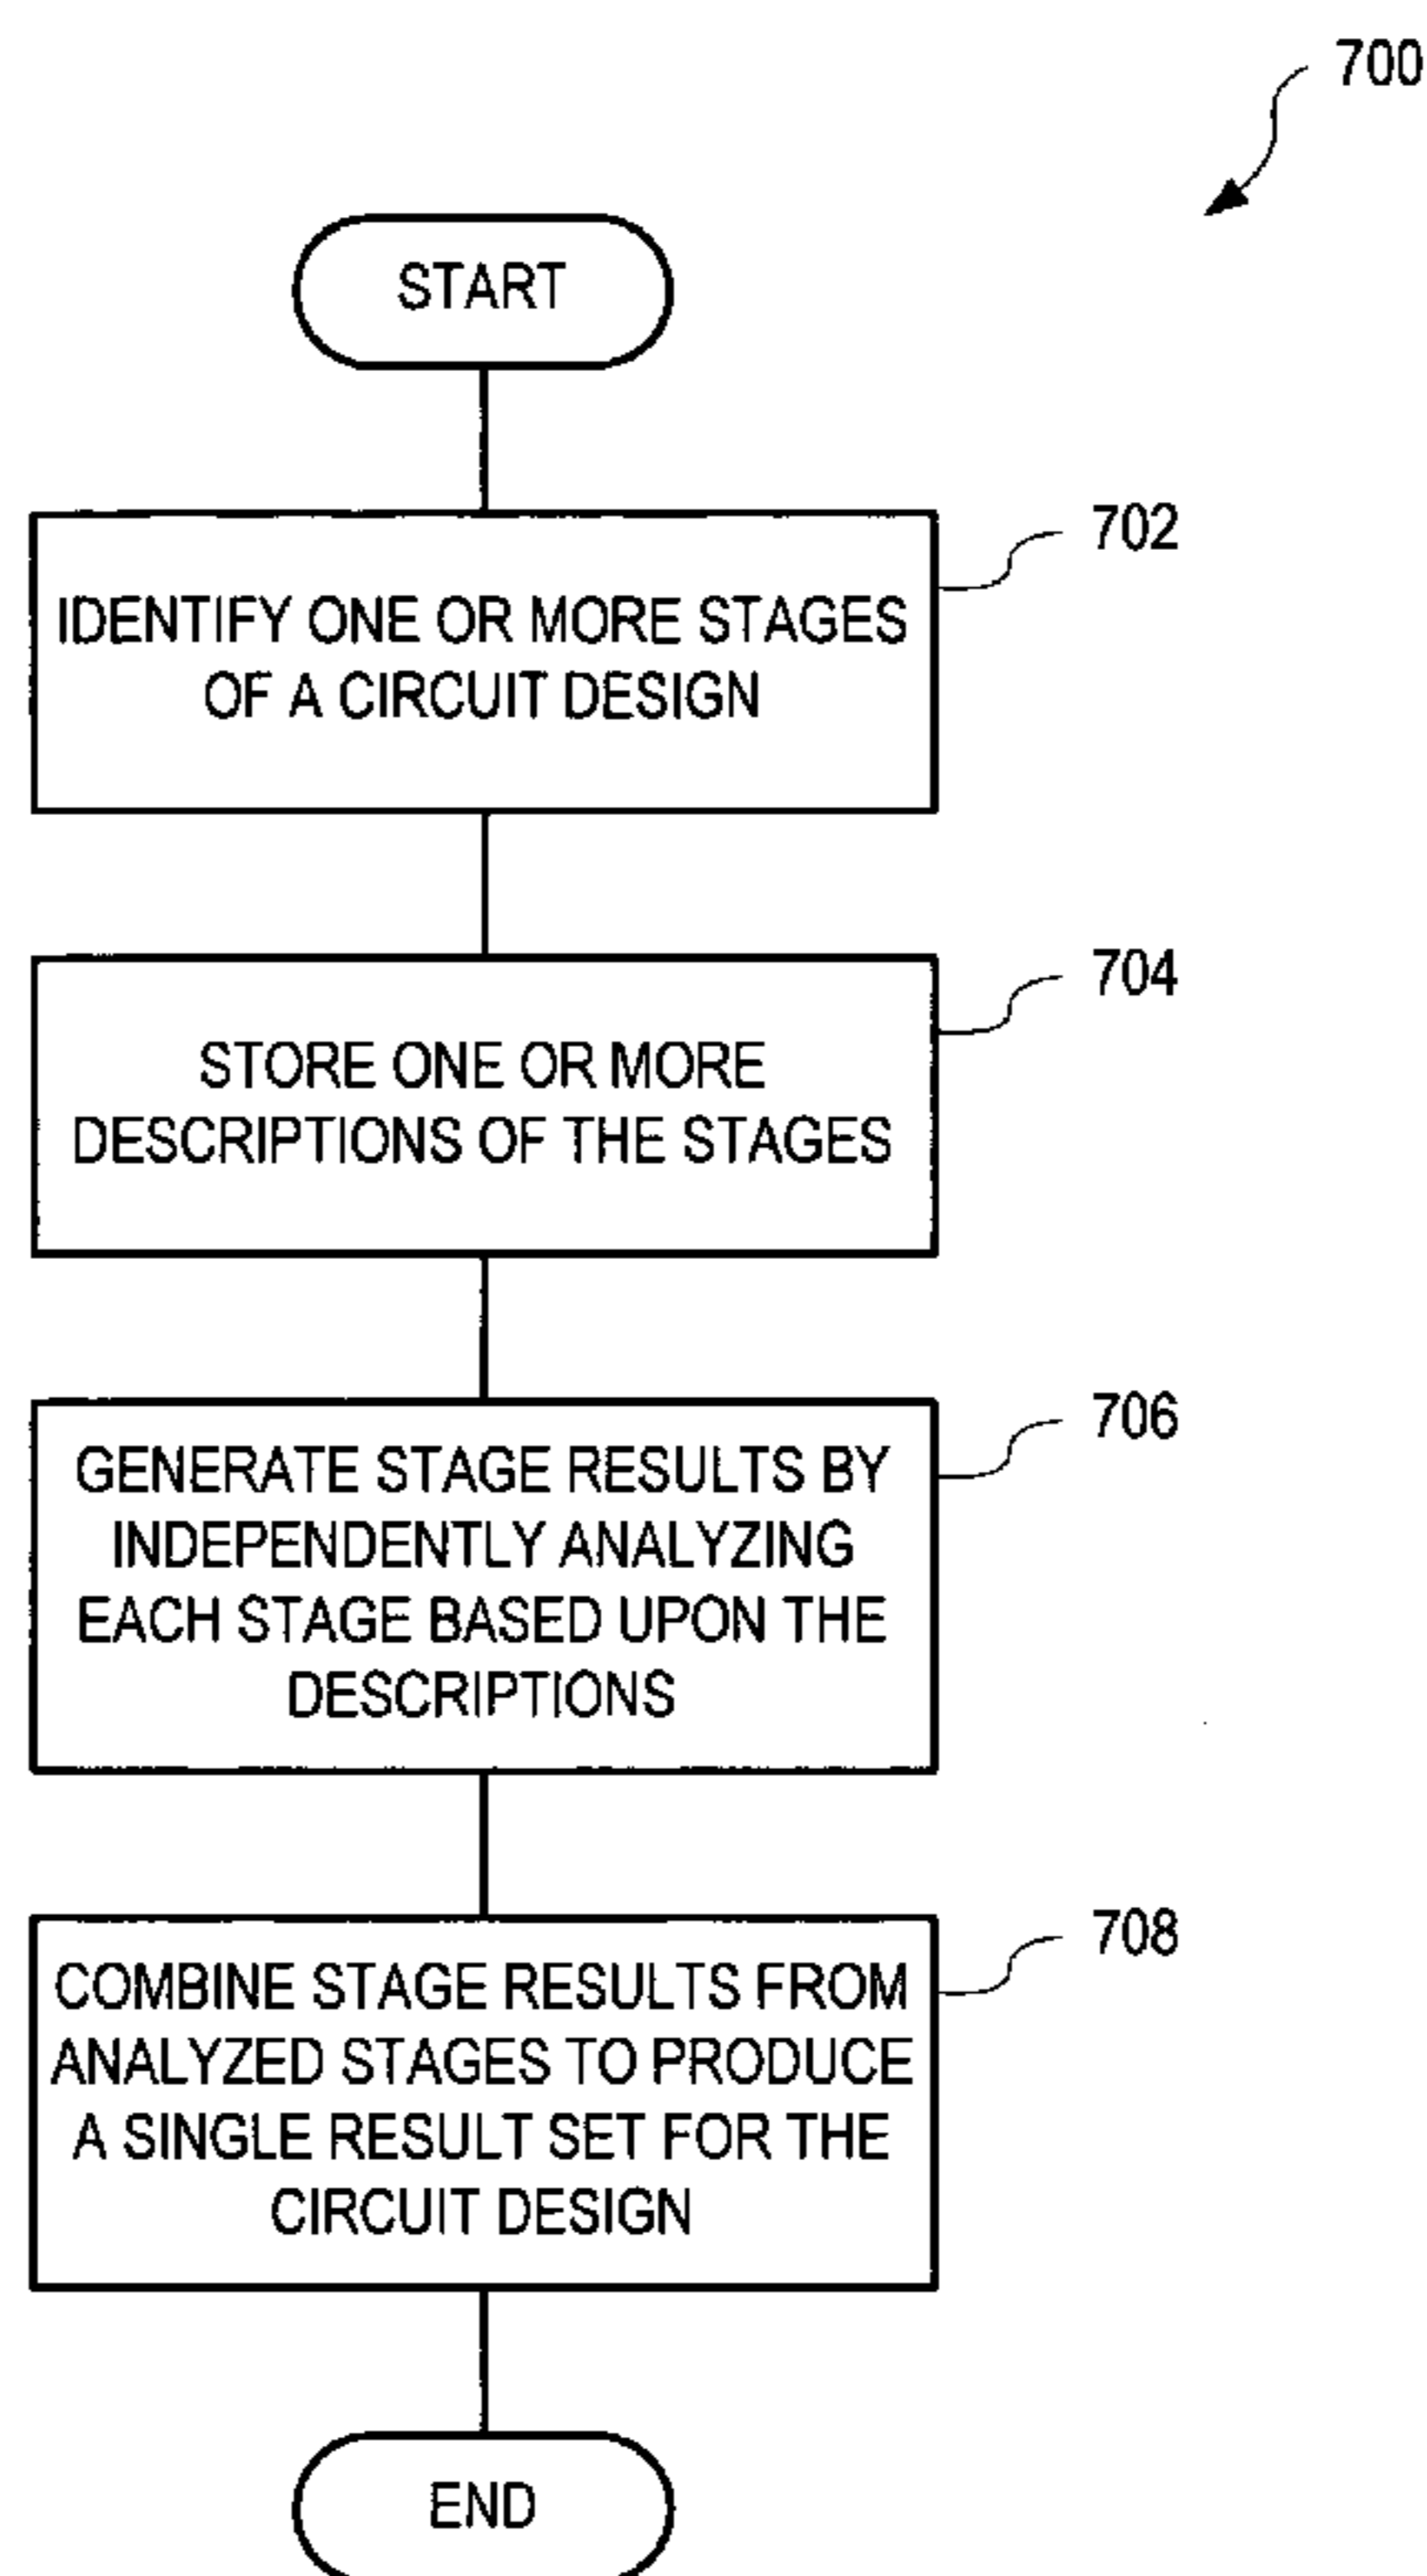 700
START
702
IDENTIFY ONE OR MORE STAGES
OF A CIRCUIT DESIGN
704
STORE ONE OR MORE
DESCRIPTIONS OF THE STAGES
706
GENERATE STAGE RESULTS BY
INDEPENDENTLY ANALYZING
EACH STAGE BASED UPON THE
DESCRIPTIONS
708
COMBINE STAGE RESULTS FROM
ANALYZED STAGES TO PRODUCE
A SINGLE RESULT SET FOR THE
CIRCUIT DESIGN
END